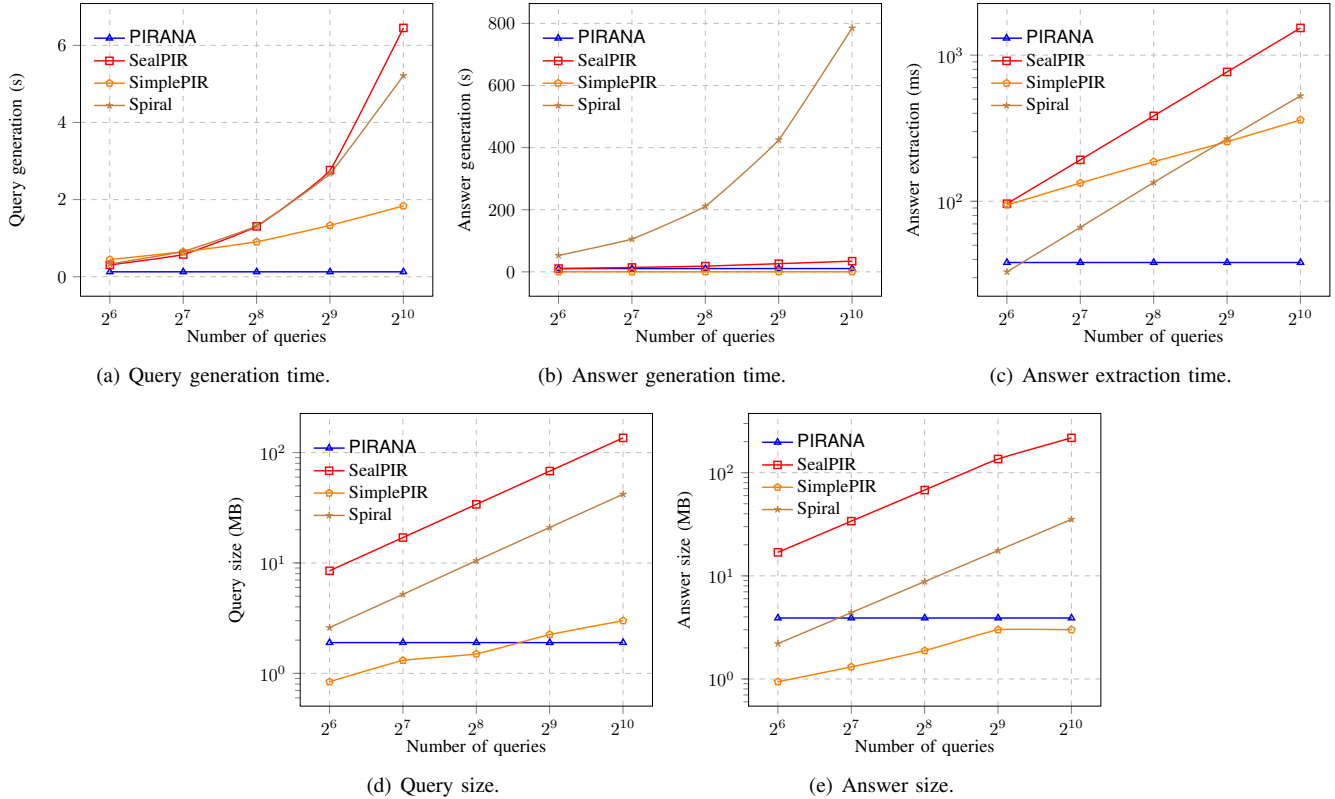 PIRANA
SealPIR
SimplePIR
Spiral
Query generation (s)
6
4
2
0
2^6 2^7 2^8 2^9 2^10
Number of queries
(a) Query generation time.
PIRANA
SealPIR
SimplePIR
Spiral
Answer generation (s)
800
600
400
200
0
2^6 2^7 2^8 2^9 2^10
Number of queries
(b) Answer generation time.
PIRANA
SealPIR
SimplePIR
Spiral
Answer extraction (ms)
10^3
10^2
2^6 2^7 2^8 2^9 2^10
Number of queries
(c) Answer extraction time.
PIRANA
SealPIR
SimplePIR
Spiral
Query size (MB)
10^2
10^1
10^0
2^6 2^7 2^8 2^9 2^10
Number of queries
(d) Query size.
PIRANA
SealPIR
SimplePIR
Spiral
Answer size (MB)
10^2
10^1
10^0
2^6 2^7 2^8 2^9 2^10
Number of queries
(e) Answer size.